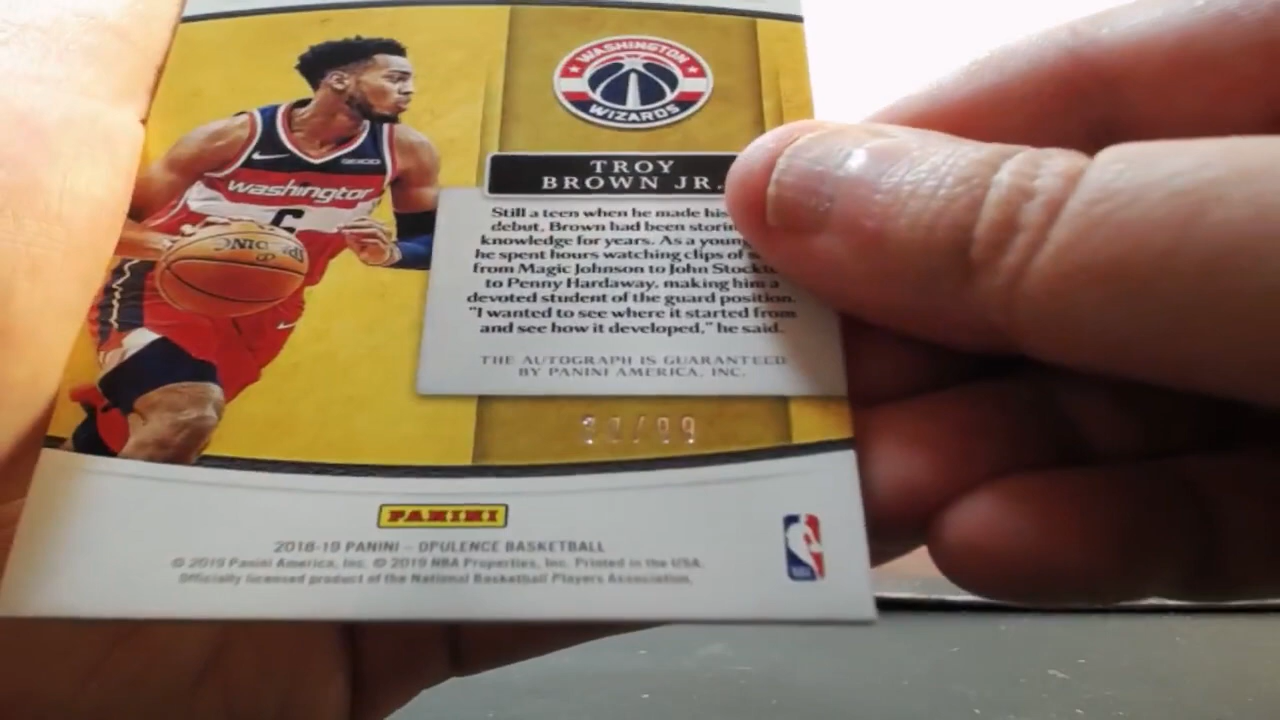 WASHINGTON
WIZARDS
TROY
BROWN JR.
Still a teen when he made his
debut, Brown had been storin
knowledge for years. As a young
he spent hours watching clips of
from Magic Johnson to John Stockt
to Penny Hardaway, making him a
devoted student of the guard position.
"I wanted to see where it started from
and see how it developed," he said.
THE AUTOGRAPH IS GUARANTEED
BY PANINI AMERICA, INC.
GEICO
washington
6
PANINI
2018-19 PANINI – OPULENCE BASKETBALL
© 2019 Panini America, Inc. © 2019 NBA Properties, Inc. Printed in the USA.
Officially licensed product of the National Basketball Players Association.